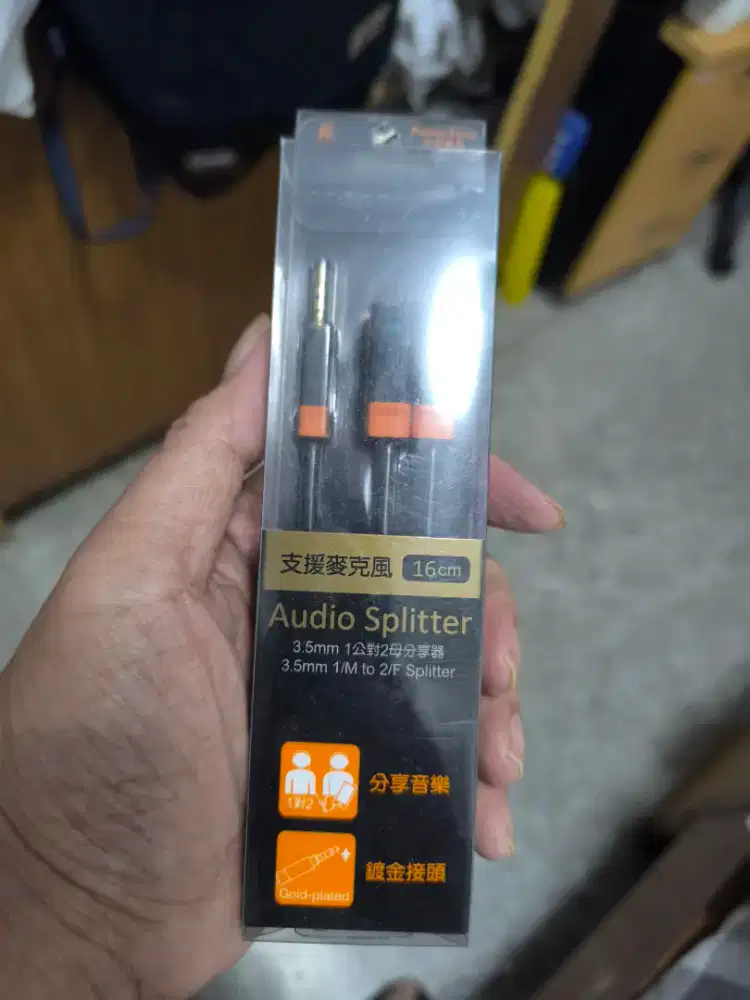 支援麥克風 16cm
Audio Splitter
3.5mm 1公對2母分享器
3.5mm 1/M to 2/F Splitter
1對2
分享音樂
Gold-plated
鍍金接頭